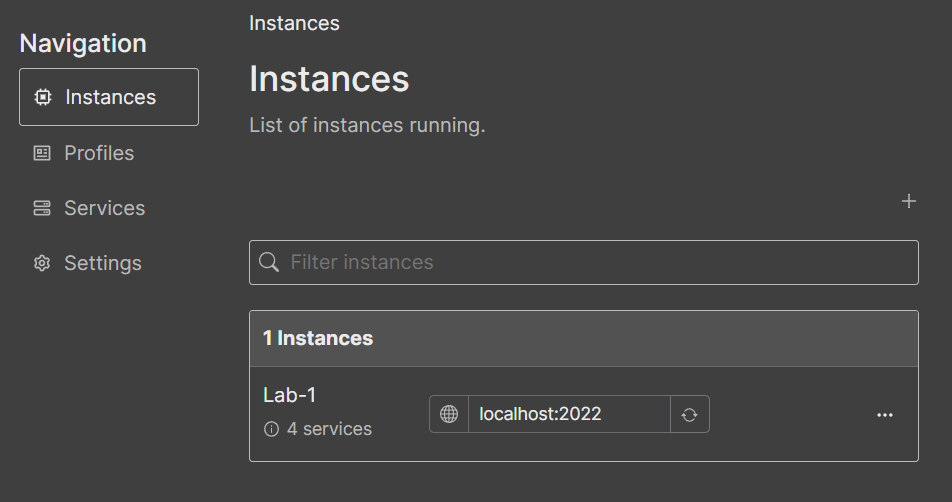 Navigation
Instances
Profiles
Services
Settings
Instances
Instances
List of instances running.
+
Filter instances
1 Instances
Lab-1
4 services
localhost:2022
...